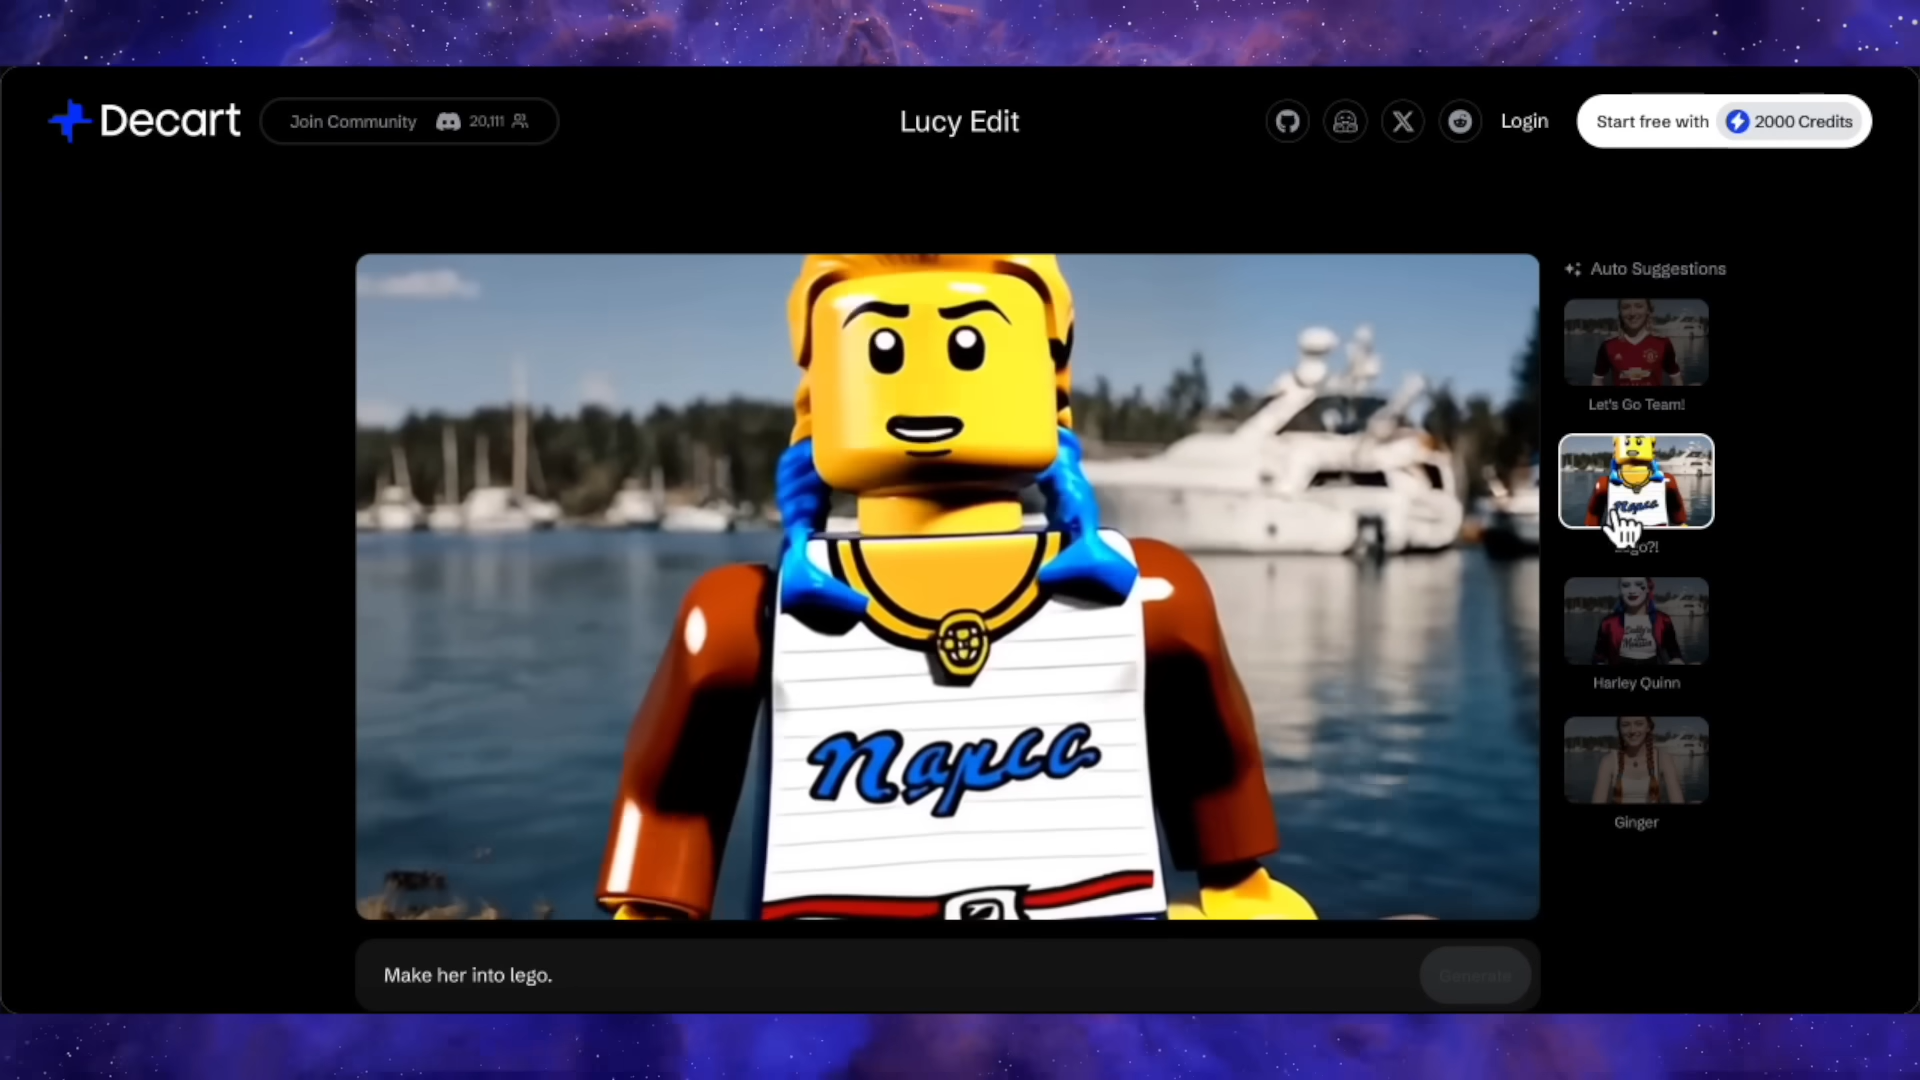 Decart
Join Community 20,111
Lucy Edit
Login
Start free with 2000 Credits
Auto Suggestions
Let's Go Team!
Harley Quinn
Ginger
Make her into lego.
Generate